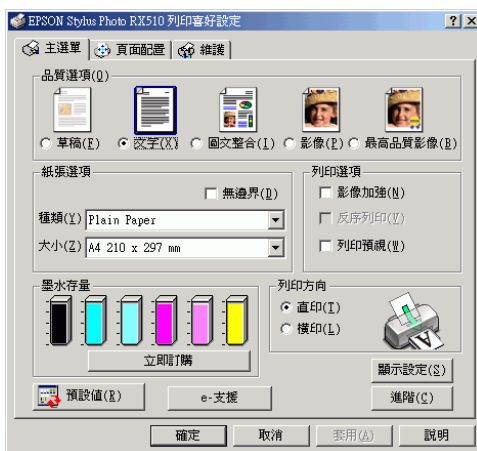 EPSON Stylus Photo RX510 列印喜好設定
主選單 頁面配置 維護
品質選項(Q)
草稿(F) 文字(X) 圖文整合(I) 影像(P) 最高品質影像(B)
紙張選項
無邊界(D)
種類(Y) Plain Paper
大小(Z) A4 210 x 297 mm
列印選項
影像加強(N)
反序列印(V)
列印預視(W)
墨水存量
立即訂購
列印方向
直印(T)
橫印(L)
顯示設定(S)
預設值(R) e-支援 進階(C)
確定 取消 套用(A) 說明